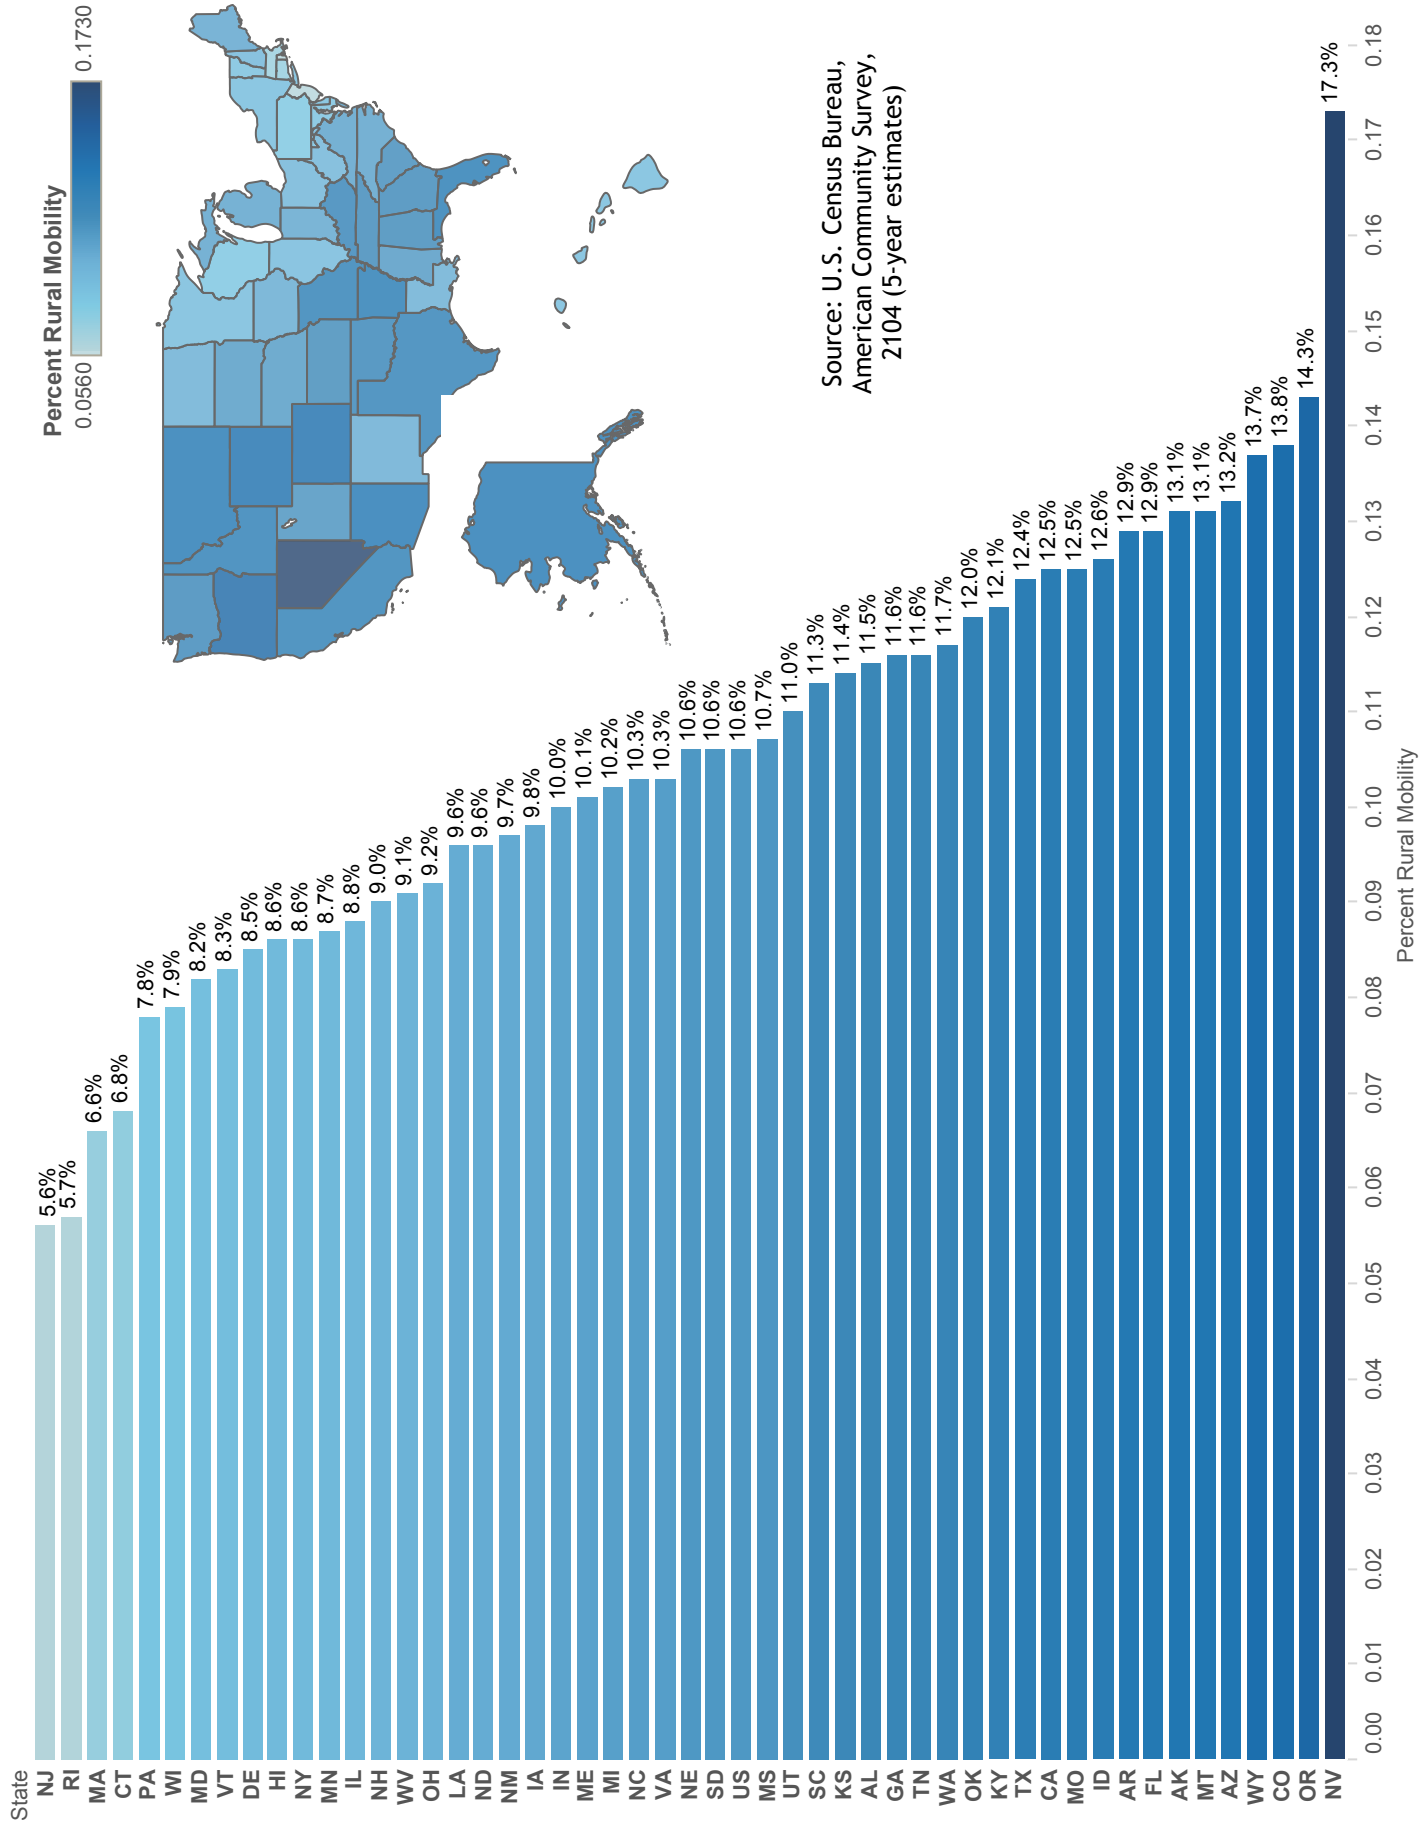 State
NJ 5.6%
RI 5.7%
MA 6.6%
CT 6.8%
PA 7.8%
WI 7.9%
MD 8.2%
VT 8.3%
DE 8.5%
HI 8.6%
NY 8.6%
MN 8.7%
IL 8.8%
NH 9.0%
WV 9.1%
OH 9.2%
LA 9.6%
ND 9.6%
NM 9.7%
IA 9.8%
IN 10.0%
ME 10.1%
MI 10.2%
NC 10.3%
VA 10.3%
NE 10.6%
SD 10.6%
US 10.6%
MS 10.7%
UT 11.0%
SC 11.3%
KS 11.4%
AL 11.5%
GA 11.6%
TN 11.6%
WA 11.7%
OK 12.0%
KY 12.1%
TX 12.4%
CA 12.5%
MO 12.5%
ID 12.6%
AR 12.9%
FL 12.9%
AK 13.1%
MT 13.1%
AZ 13.2%
WY 13.7%
CO 13.8%
OR 14.3%
NV 17.3%
0.00 0.01 0.02 0.03 0.04 0.05 0.06 0.07 0.08 0.09 0.10 0.11 0.12 0.13 0.14 0.15 0.16 0.17 0.18
Percent Rural Mobility
Percent Rural Mobility
0.0560 0.1730
Source: U.S. Census Bureau,
American Community Survey,
2104 (5-year estimates)